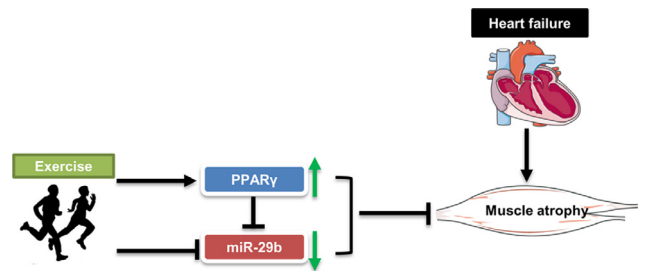 Heart failure
Exercise
PPARγ
miR-29b
Muscle atrophy